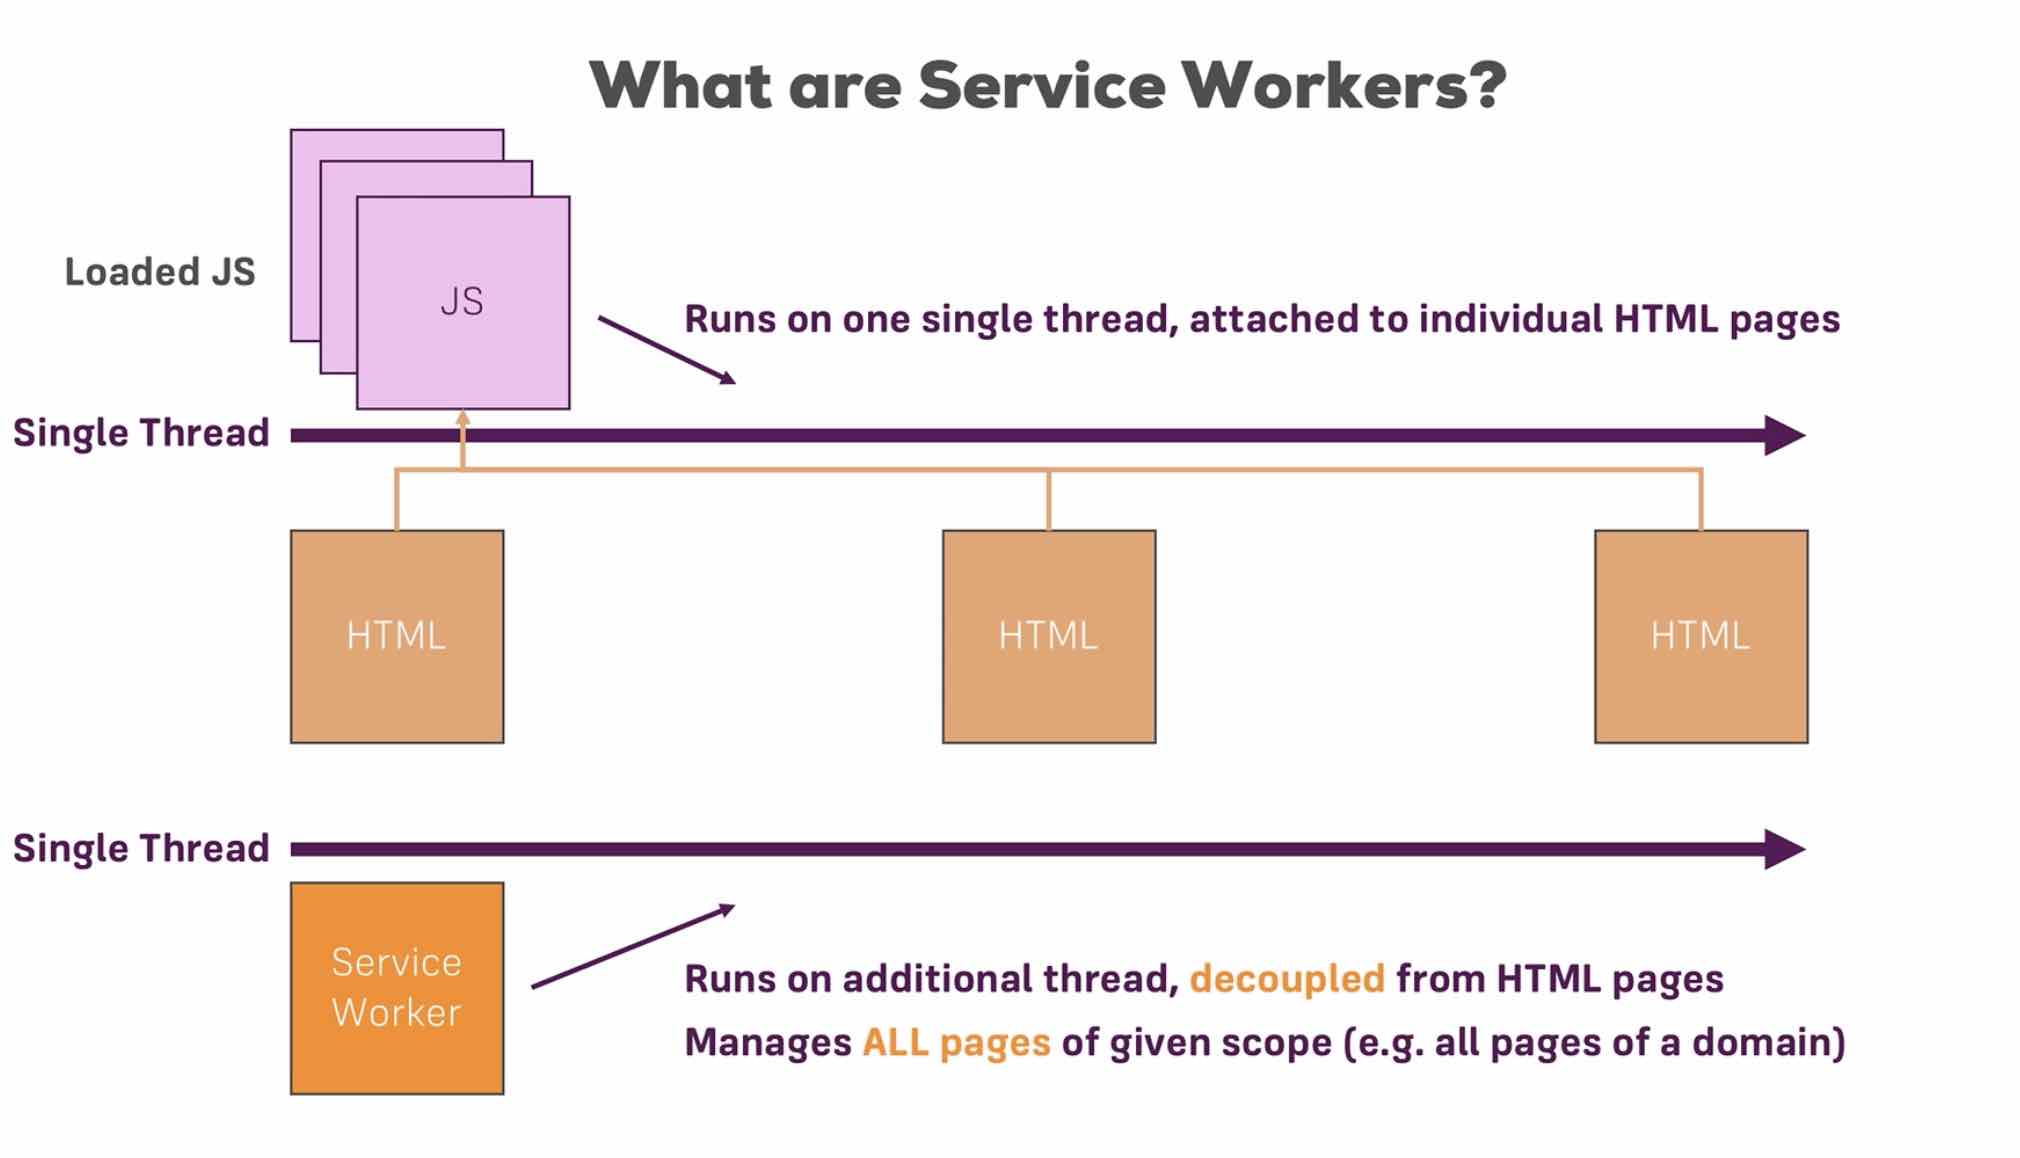 What are Service Workers?
Loaded JS
JS
Runs on one single thread, attached to individual HTML pages
Single Thread
HTML
HTML
HTML
Single Thread
Service
Worker
Runs on additional thread, decoupled from HTML pages
Manages ALL pages of given scope (e.g. all pages of a domain)